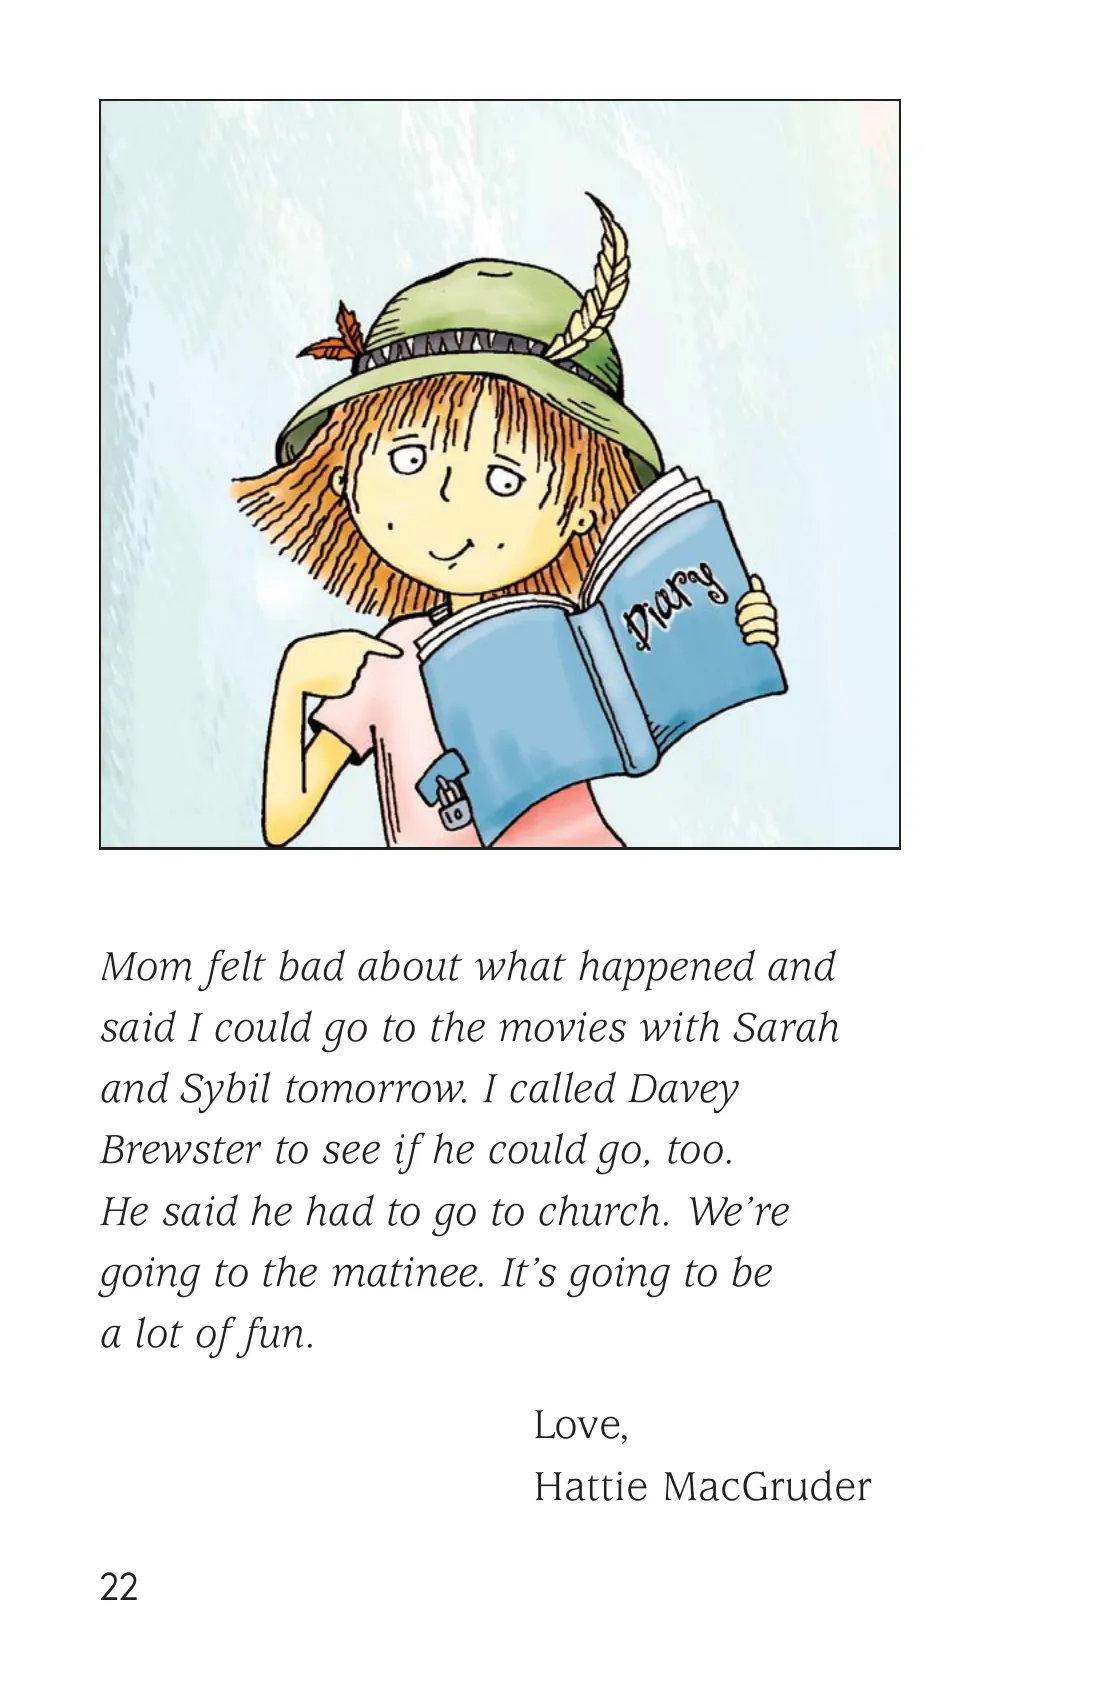 Diary
Mom felt bad about what happened and
said I could go to the movies with Sarah
and Sybil tomorrow. I called Davey
Brewster to see if he could go, too.
He said he had to go to church. We’re
going to the matinee. It’s going to be
a lot of fun.
Love,
Hattie MacGruder
22